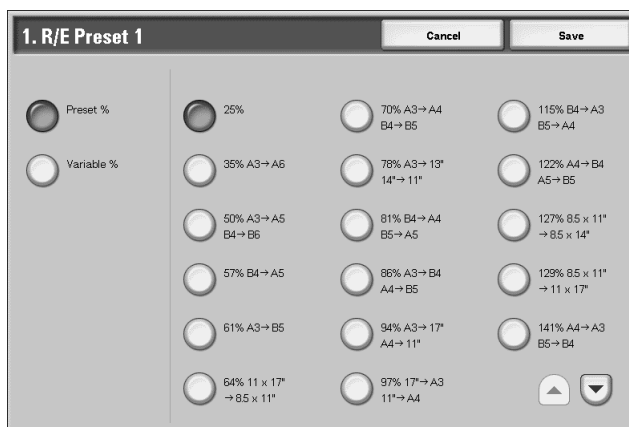 1. R/E Preset 1
Cancel
Save
Preset %
Variable %
25%
35% A3→A6
50% A3→A5
B4→B6
57% B4→A5
61% A3→B5
64% 11 x 17"
→8.5 x 11"
70% A3→A4
B4→B5
78% A3→13"
14"→11"
81% B4→A4
B5→A5
86% A3→B4
A4→B5
94% A3→17"
A4→11"
97% 17"→A3
11"→A4
115% B4→A3
B5→A4
122% A4→B4
A5→B5
127% 8.5 x 11"
→8.5 x 14"
129% 8.5 x 11"
→11 x 17"
141% A4→A3
B5→B4